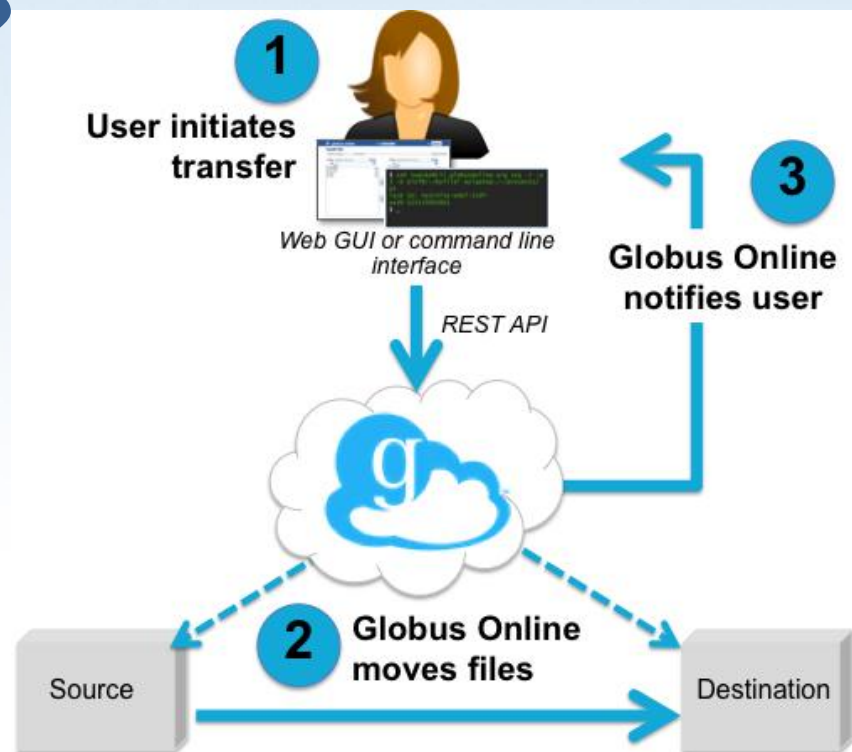 1
User initiates
transfer
Web GUI or command line
interface
REST API
3
Globus Online
notifies user
g
2
Globus Online
moves files
Source
Destination